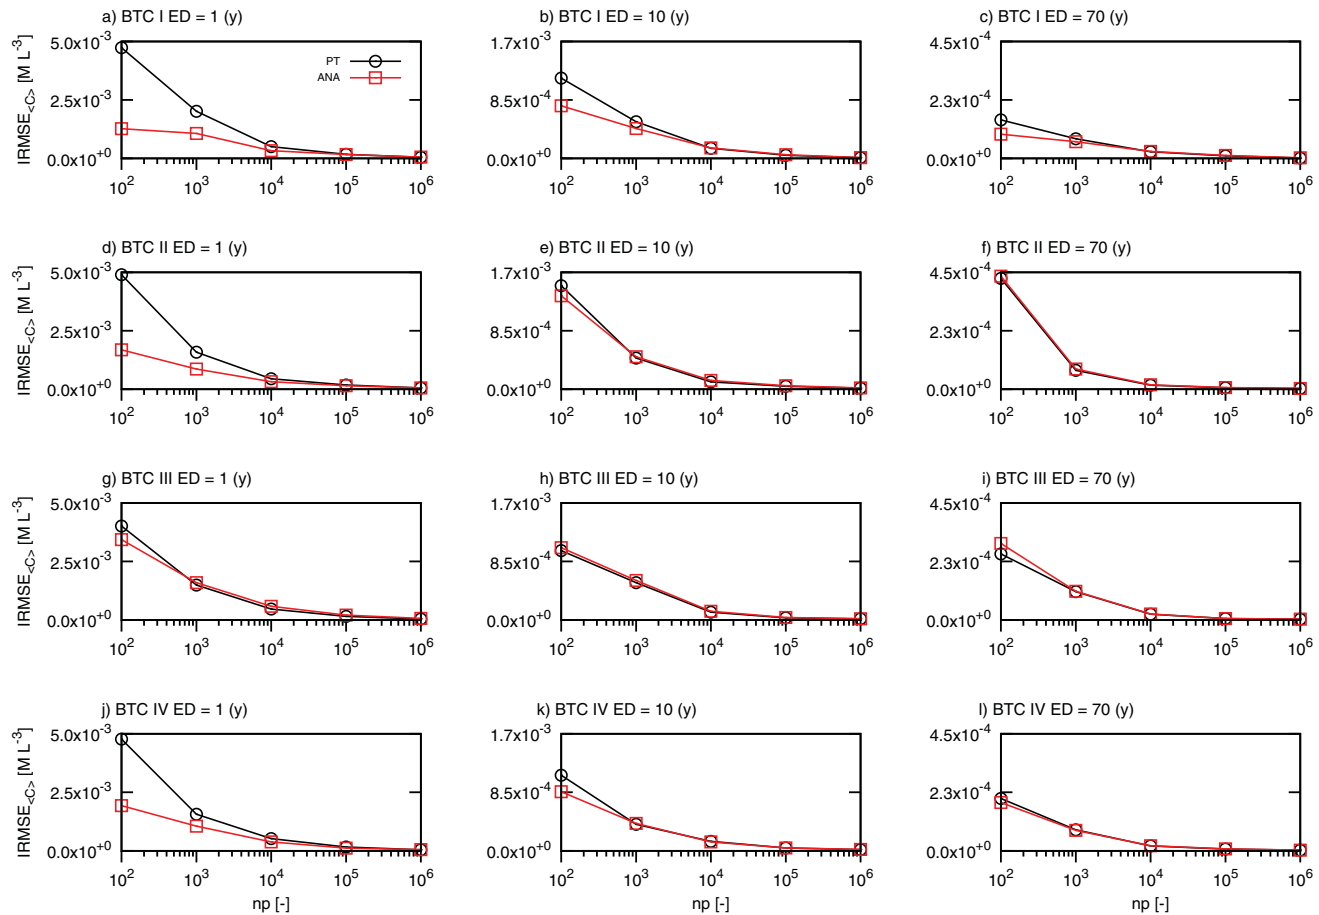 a) BTC I ED = 1 (y)
b) BTC I ED = 10 (y)
c) BTC I ED = 70 (y)
IRMSE<C> [M L-3]
5.0x10-3
2.5x10-3
0.0x10+0
PT
ANA
102 103 104 105 106
1.7x10-3
8.5x10-4
0.0x10+0
102 103 104 105 106
4.5x10-4
2.3x10-4
0.0x10+0
102 103 104 105 106
d) BTC II ED = 1 (y)
e) BTC II ED = 10 (y)
f) BTC II ED = 70 (y)
IRMSE<C> [M L-3]
5.0x10-3
2.5x10-3
0.0x10+0
102 103 104 105 106
1.7x10-3
8.5x10-4
0.0x10+0
102 103 104 105 106
4.5x10-4
2.3x10-4
0.0x10+0
102 103 104 105 106
g) BTC III ED = 1 (y)
h) BTC III ED = 10 (y)
i) BTC III ED = 70 (y)
IRMSE<C> [M L-3]
5.0x10-3
2.5x10-3
0.0x10+0
102 103 104 105 106
1.7x10-3
8.5x10-4
0.0x10+0
102 103 104 105 106
4.5x10-4
2.3x10-4
0.0x10+0
102 103 104 105 106
j) BTC IV ED = 1 (y)
k) BTC IV ED = 10 (y)
l) BTC IV ED = 70 (y)
IRMSE<C> [M L-3]
5.0x10-3
2.5x10-3
0.0x10+0
102 103 104 105 106
np [-]
1.7x10-3
8.5x10-4
0.0x10+0
102 103 104 105 106
np [-]
4.5x10-4
2.3x10-4
0.0x10+0
102 103 104 105 106
np [-]